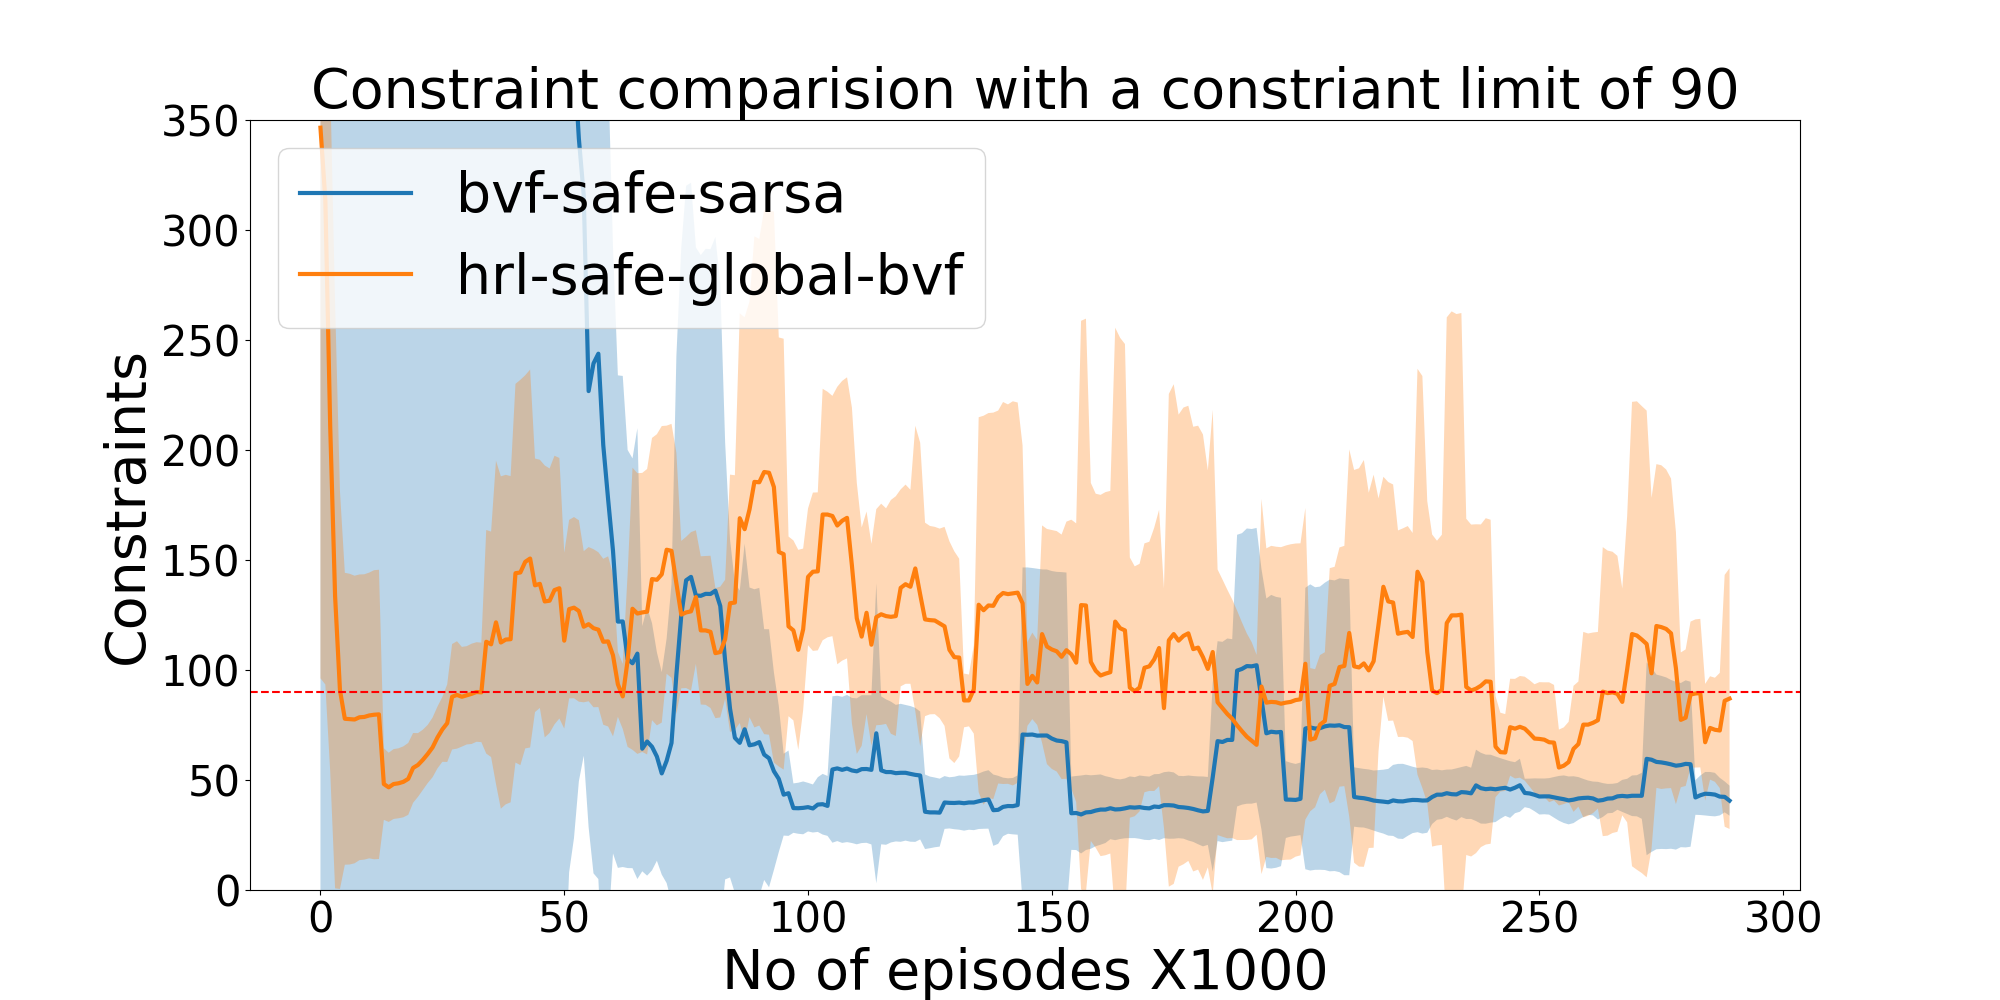 Constraint comparision with a constriant limit of 90
350
300
250
200
150
100
50
0
Constraints
bvf-safe-sarsa
hrl-safe-global-bvf
0 50 100 150 200 250 300
No of episodes X1000